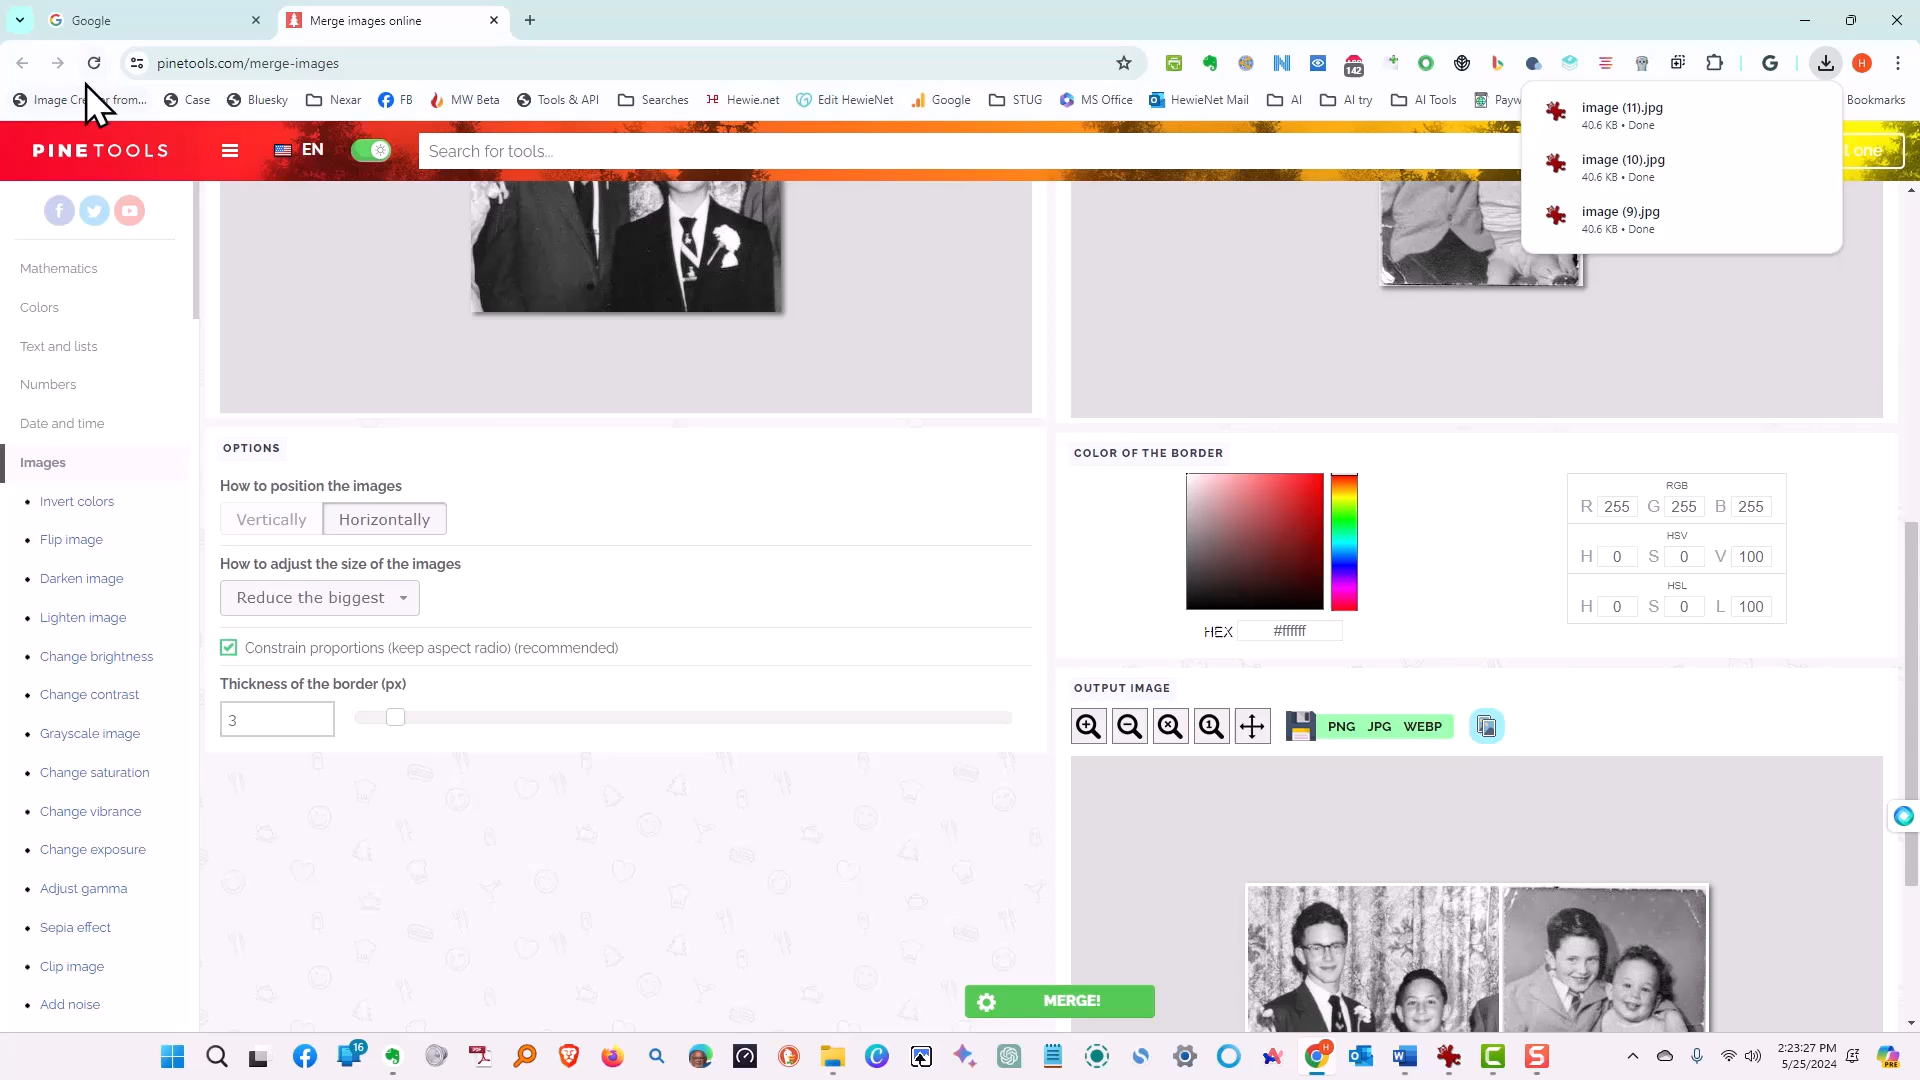 Google
Merge images online
pinetools.com/merge-images
142
H
Image Cr
r from...
Case
Bluesky
Nexar
FB
MW Beta
Tools & API
Searches
Hewie.net
Edit HewieNet
Google
STUG
MS Office
HewieNet Mail
AI
AI try
AI Tools
Payw
Bookmarks
image (11).jpg
40.6 KB • Done
image (10).jpg
40.6 KB • Done
image (9).jpg
40.6 KB • Done
PINETOOLS
EN
Search for tools...
t one
Mathematics
Colors
Text and lists
Numbers
Date and time
Images
Invert colors
Flip image
Darken image
Lighten image
Change brightness
Change contrast
Grayscale image
Change saturation
Change vibrance
Change exposure
Adjust gamma
Sepia effect
Clip image
Add noise
OPTIONS
How to position the images
Vertically
Horizontally
How to adjust the size of the images
Reduce the biggest
Constrain proportions (keep aspect radio) (recommended)
Thickness of the border (px)
3
COLOR OF THE BORDER
HEX #ffffff
RGB
R 255 G 255 B 255
HSV
H 0 S 0 V 100
HSL
H 0 S 0 L 100
OUTPUT IMAGE
PNG JPG WEBP
MERGE!
16
2:23:27 PM
5/25/2024